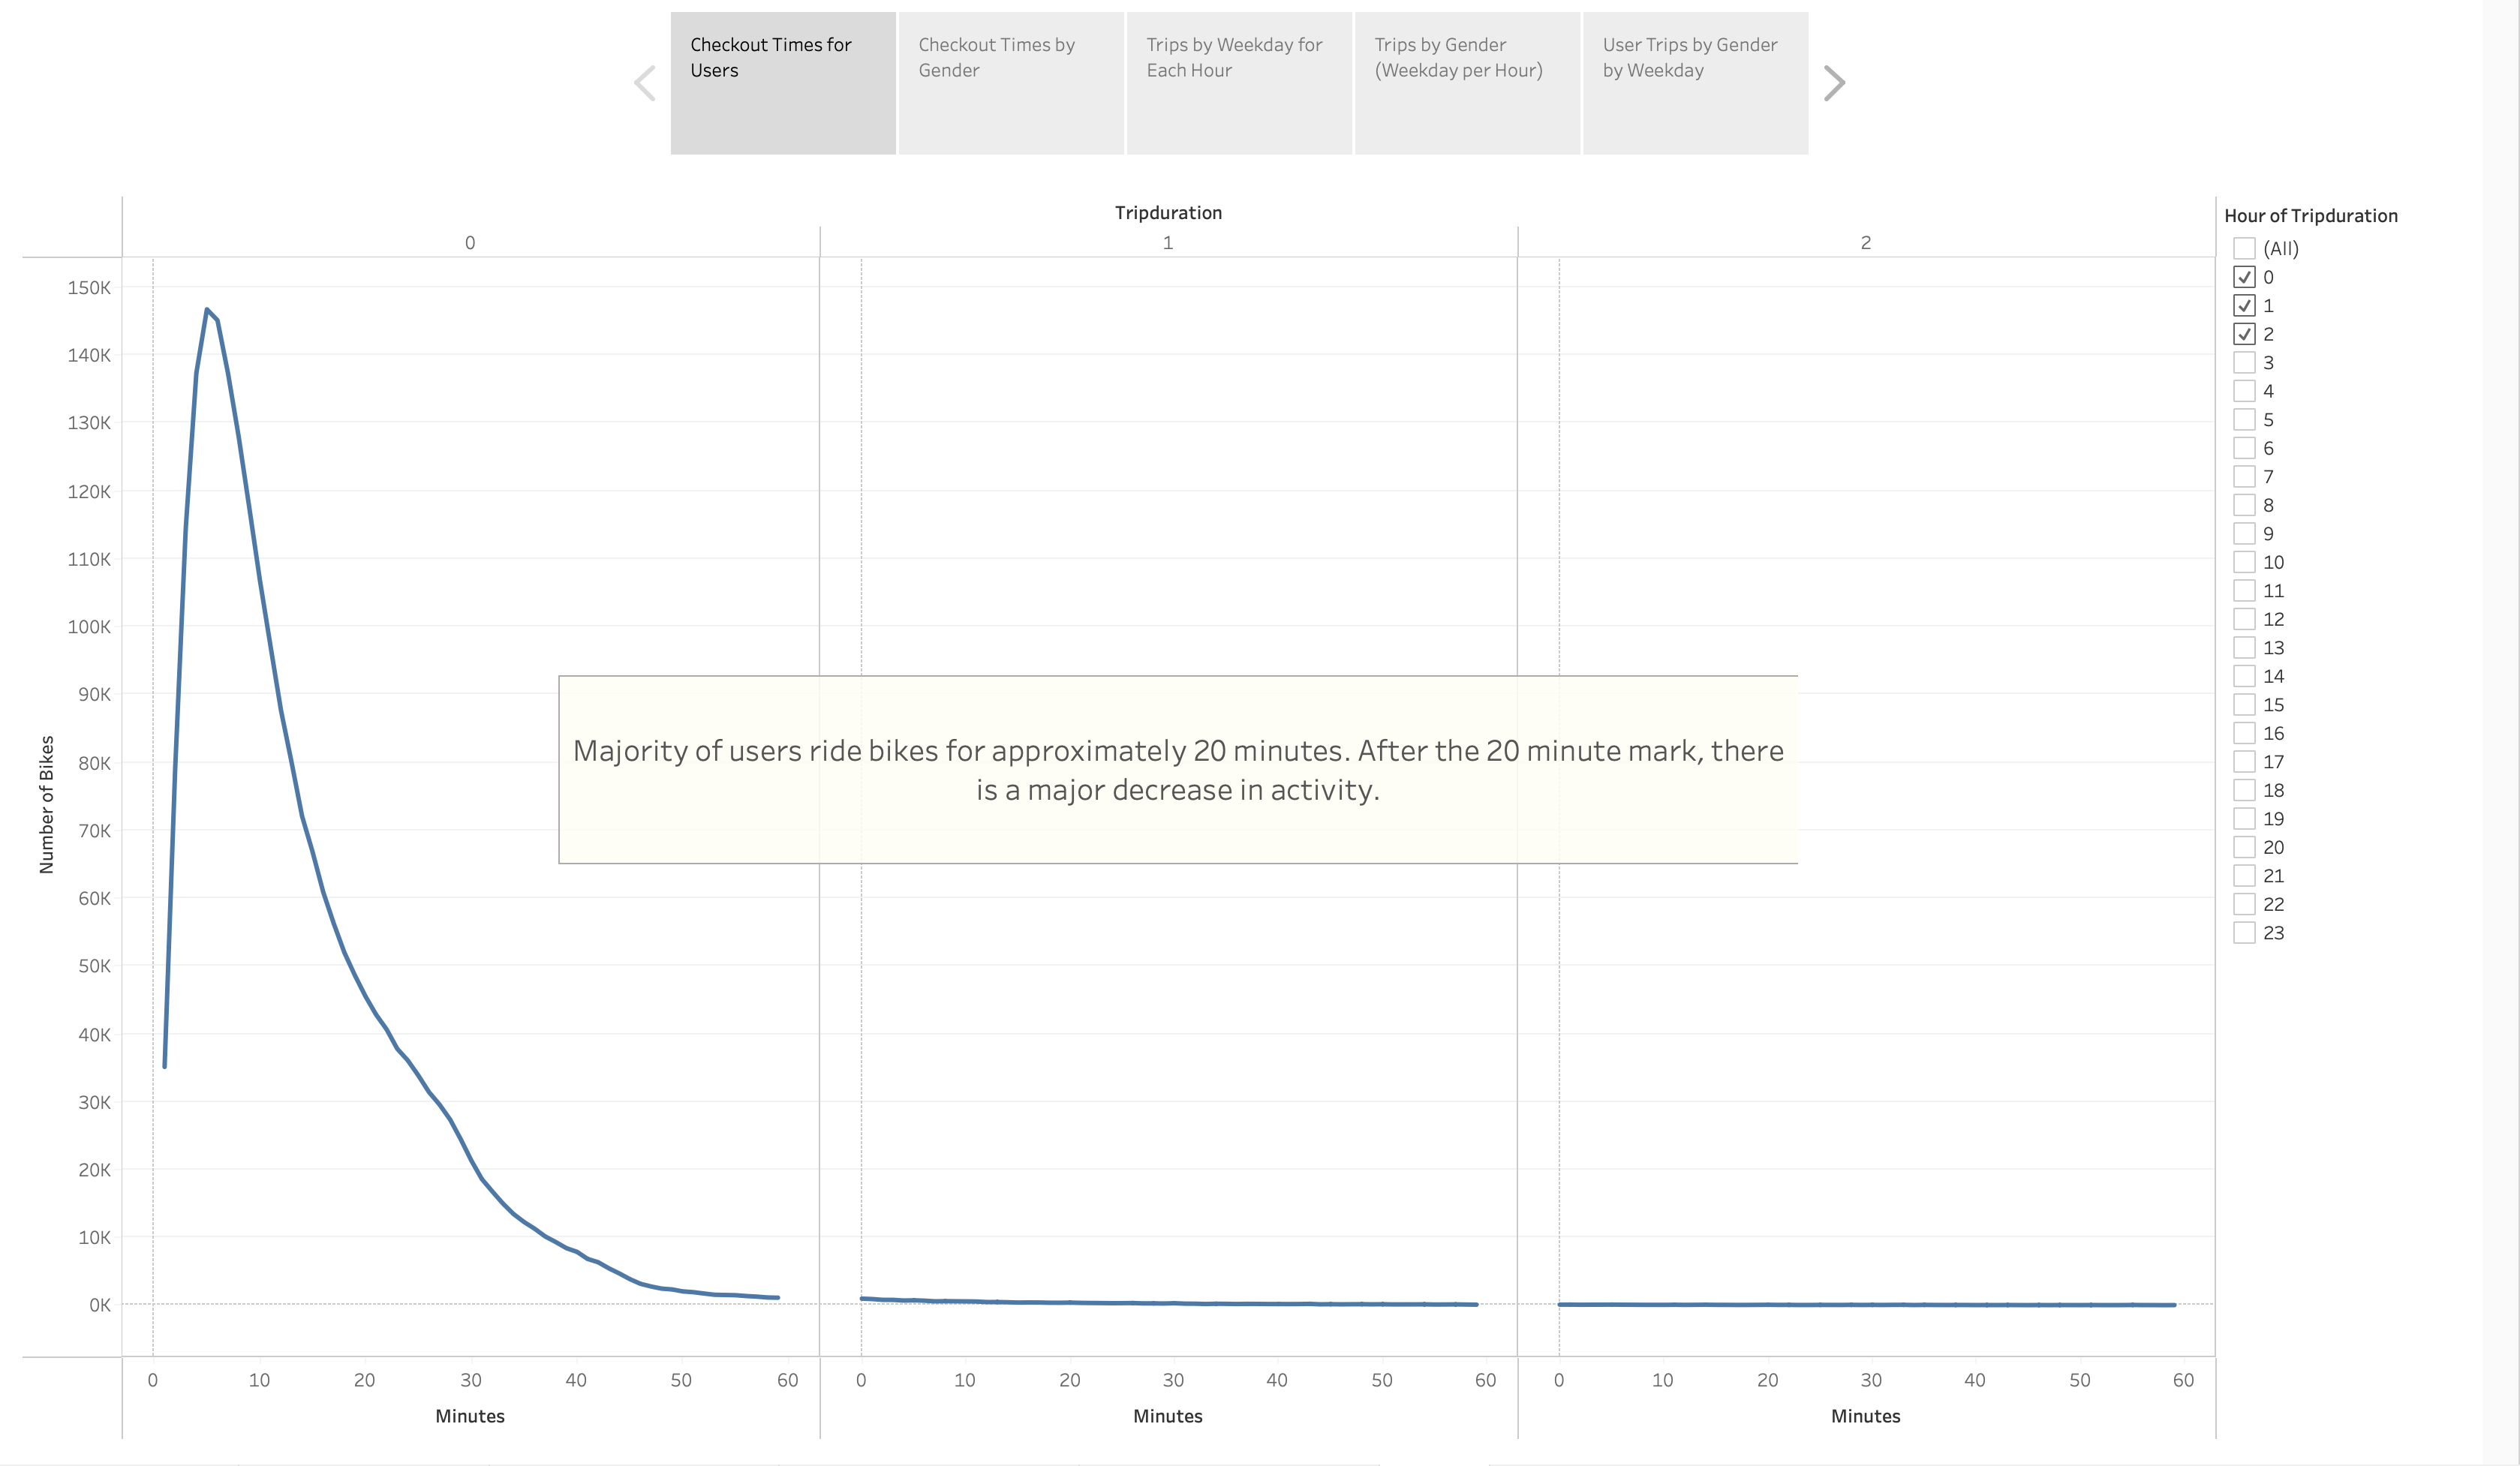 Checkout Times for
Users
Checkout Times by
Gender
Trips by Weekday for
Each Hour
Trips by Gender
(Weekday per Hour)
User Trips by Gender
by Weekday
Tripduration
0 1 2
150K
140K
130K
120K
110K
100K
90K
80K
70K
60K
50K
40K
30K
20K
10K
0K
Number of Bikes
Majority of users ride bikes for approximately 20 minutes. After the 20 minute mark, there
is a major decrease in activity.
0 10 20 30 40 50 60 0 10 20 30 40 50 60 0 10 20 30 40 50 60
Minutes Minutes Minutes
Hour of Tripduration
(All)
0
1
2
3
4
5
6
7
8
9
10
11
12
13
14
15
16
17
18
19
20
21
22
23